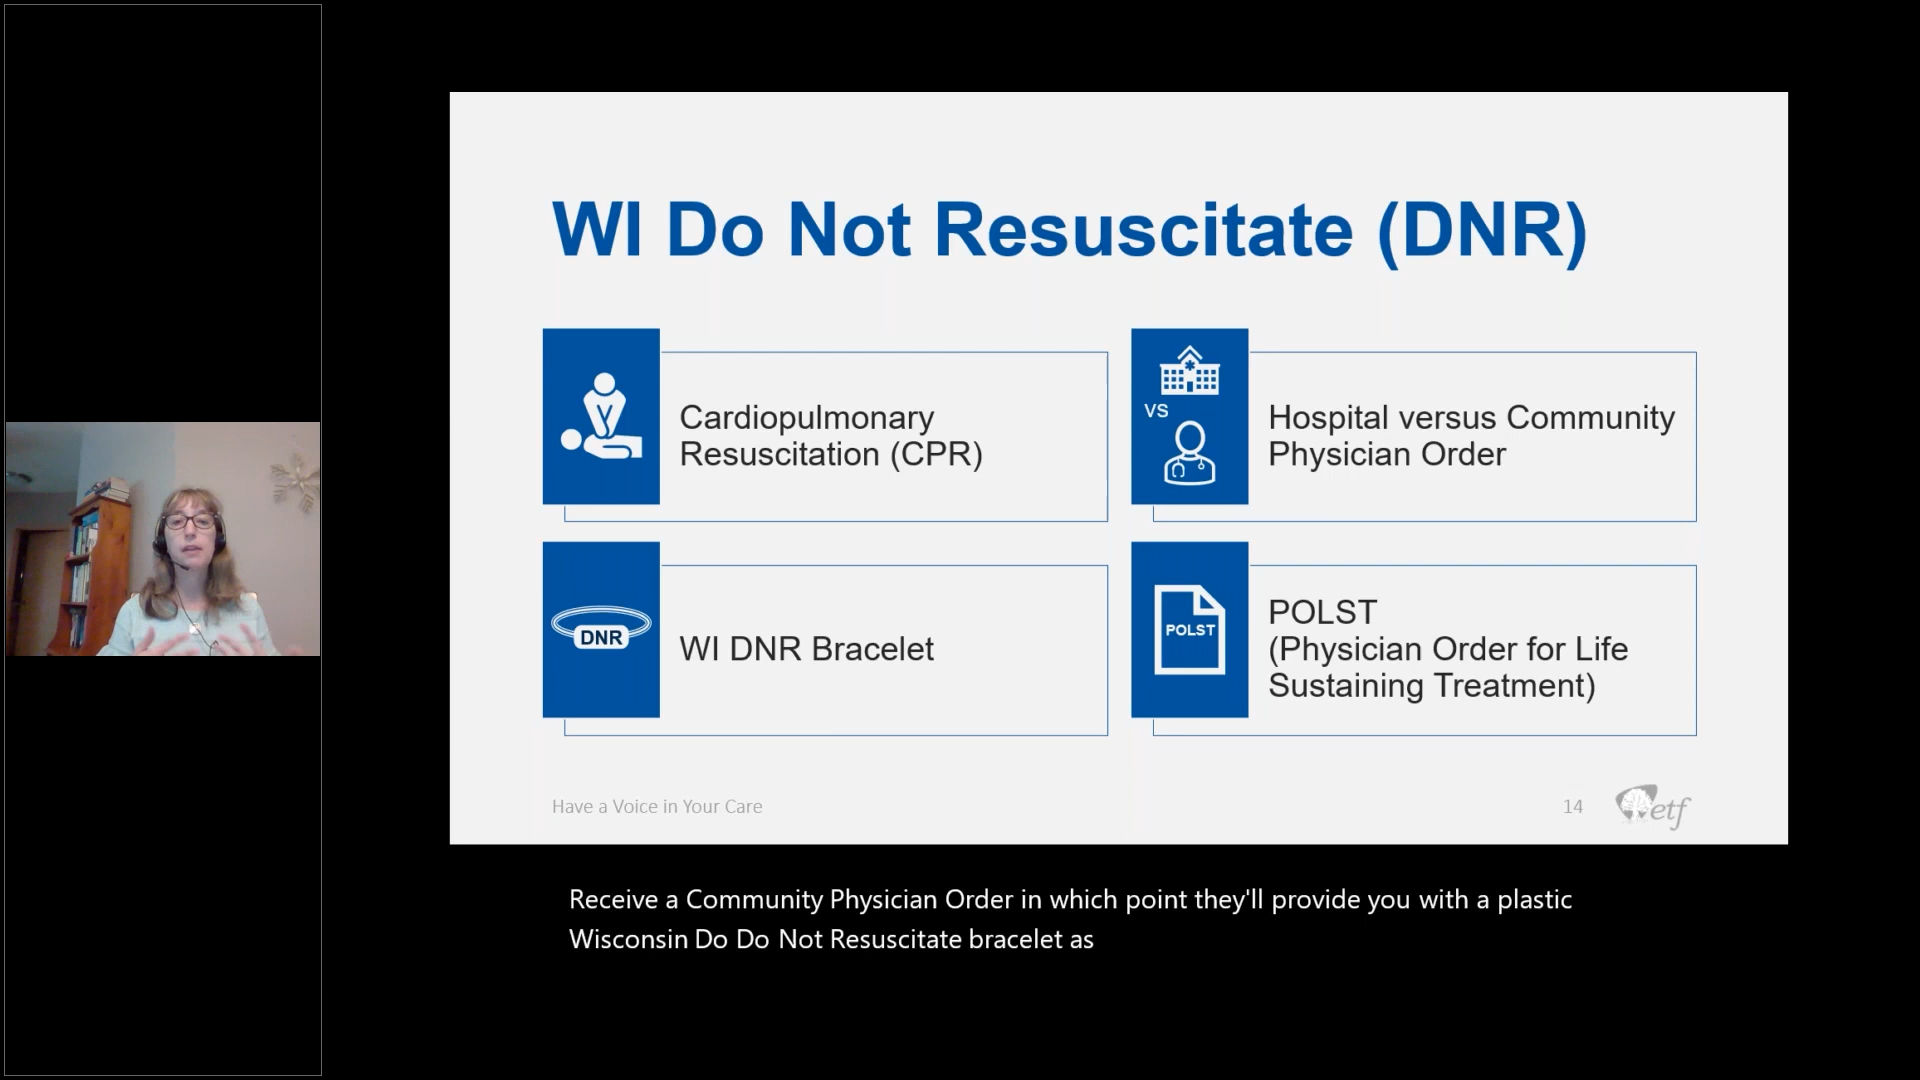 WI Do Not Resuscitate (DNR)
Cardiopulmonary
Resuscitation (CPR)
VS
Hospital versus Community
Physician Order
DNR
WI DNR Bracelet
POLST
POLST
(Physician Order for Life
Sustaining Treatment)
Have a Voice in Your Care
14
etf
Receive a Community Physician Order in which point they'll provide you with a plastic
Wisconsin Do Do Not Resuscitate bracelet as